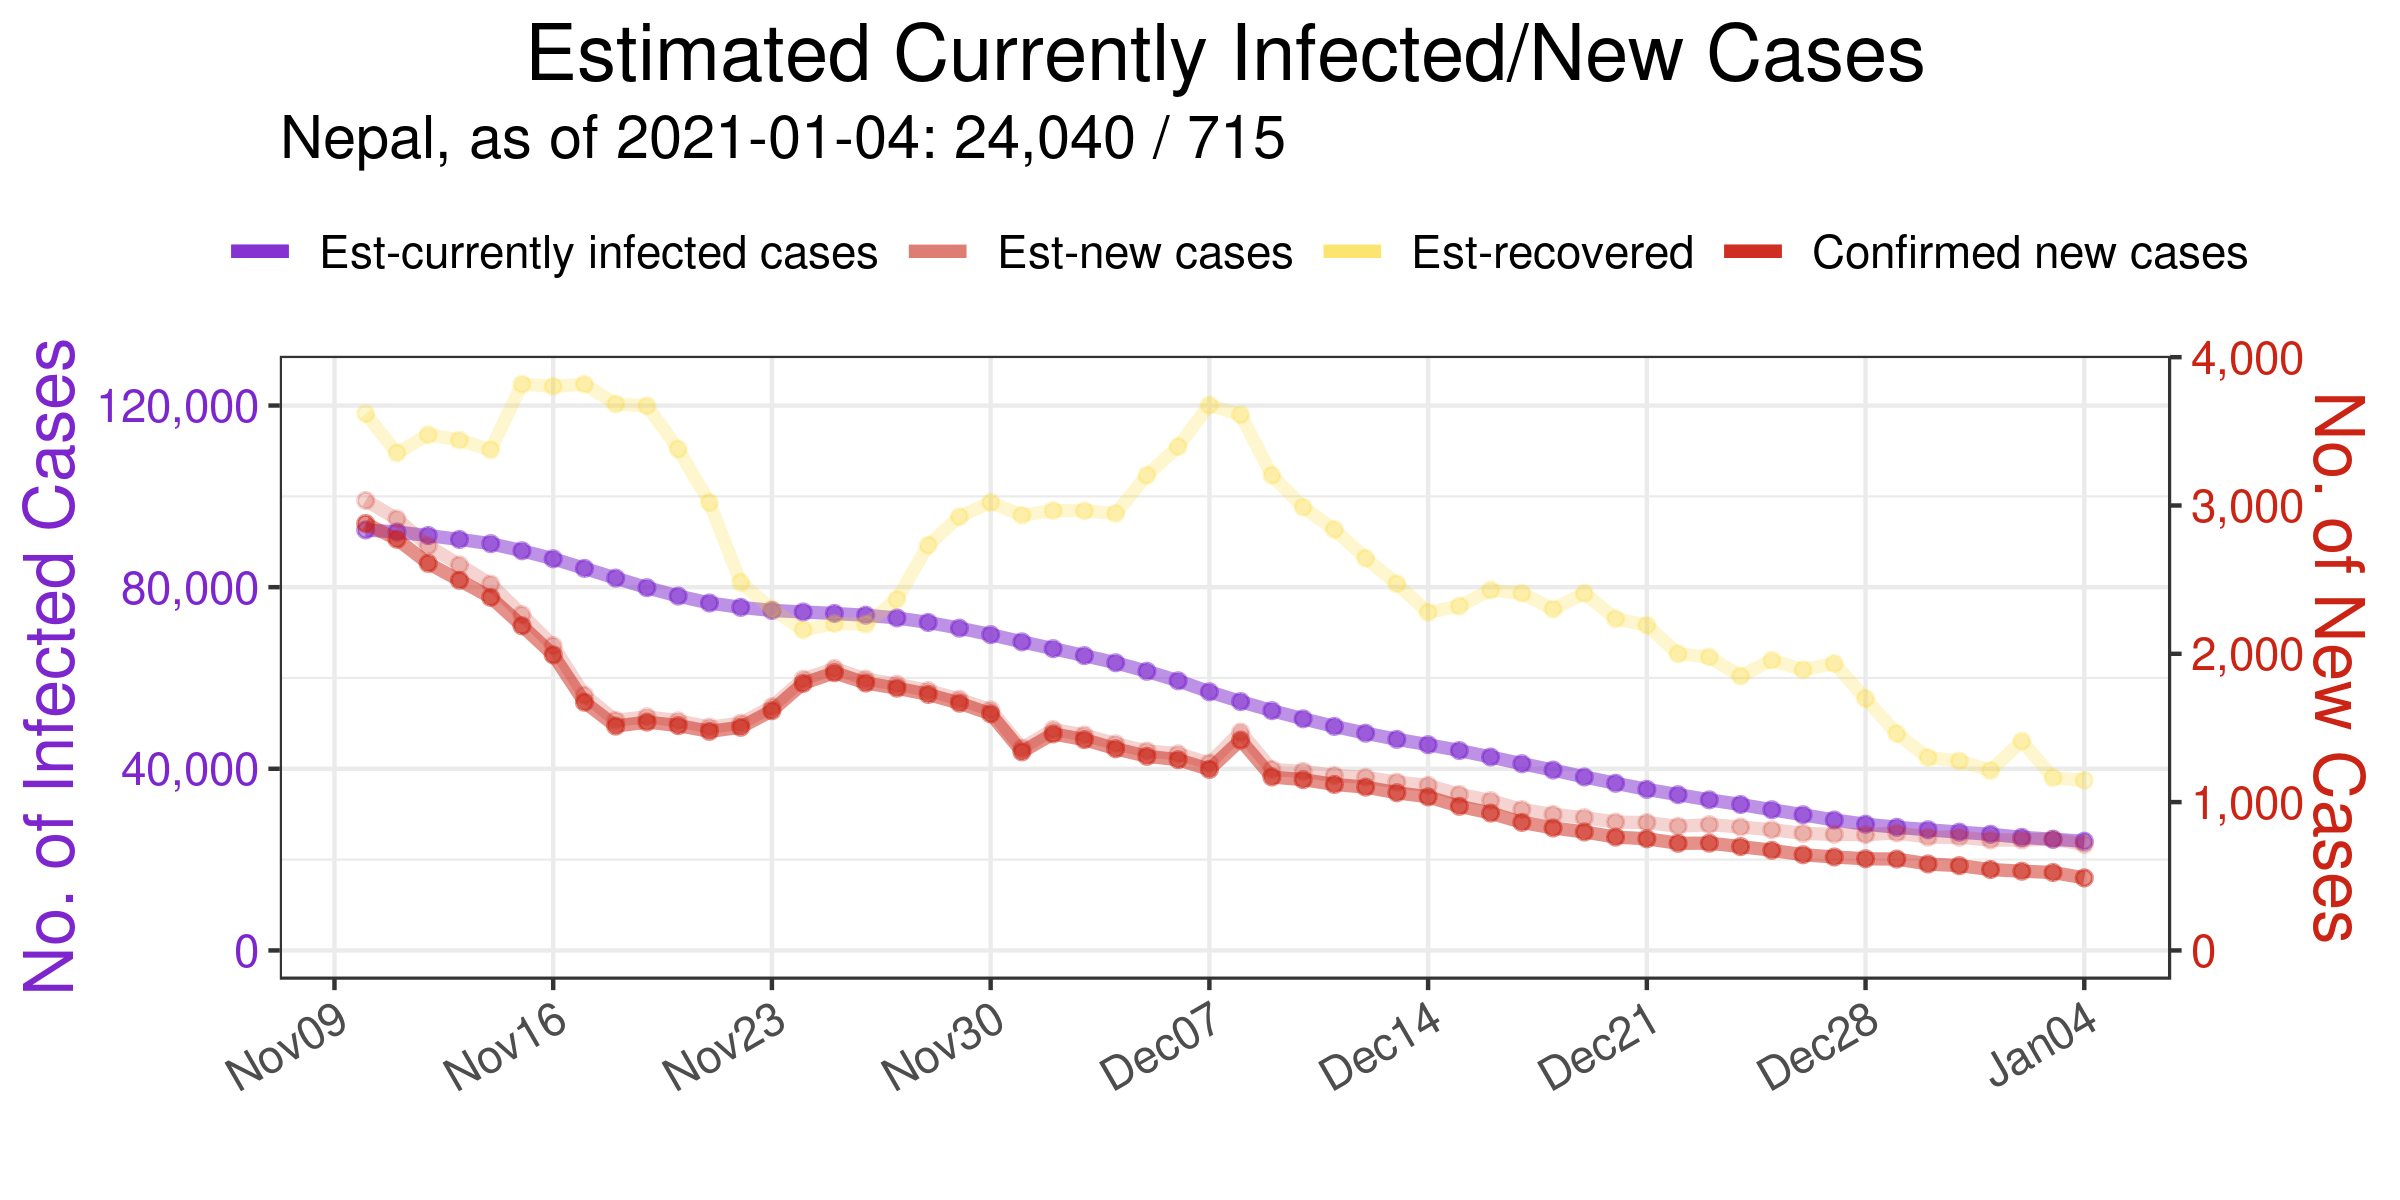 Estimated Currently Infected/New Cases
Nepal, as of 2021-01-04: 24,040 / 715
Est-currently infected cases Est-new cases Est-recovered Confirmed new cases
No. of Infected Cases
120,000
80,000
40,000
0
4,000
3,000
2,000
1,000
0
No. of New Cases
Nov09 Nov16 Nov23 Nov30 Dec07 Dec14 Dec21 Dec28 Jan04